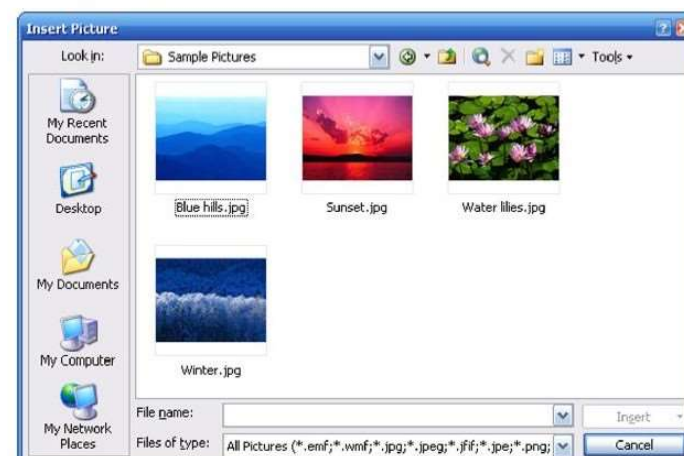 Insert Picture
Look in:
Sample Pictures
Tools
My Recent
Documents
Desktop
My Documents
My Computer
My Network
Places
Blue hills.jpg
Sunset.jpg
Water lilies.jpg
Winter.jpg
File name:
Insert
Files of type:
All Pictures (*.emf;*.wmf;*.jpg;*.jpeg;*.jfif;*.jpe;*.png;
Cancel